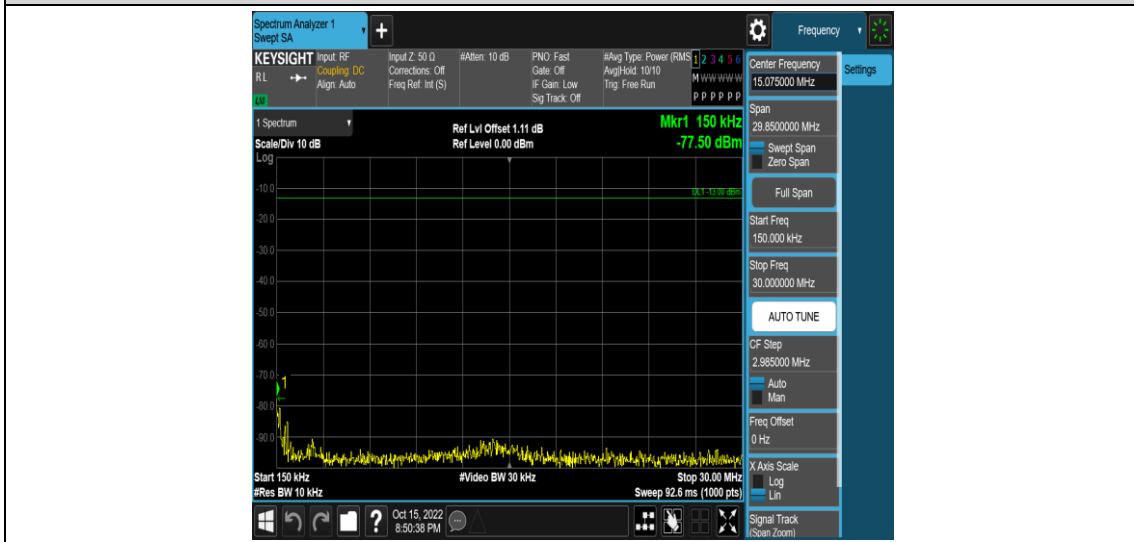 Spectrum Analyzer 1
Swept SA
+
Frequency
KEYSIGHT
RL
LXI
Input: RF
Coupling: DC
Align: Auto
Input Z: 50 Ω
Corrections: Off
Freq Ref: Int (S)
#Atten: 10 dB
PNO: Fast
Gate: Off
IF Gain: Low
Sig Track: Off
#Avg Type: Power (RMS
Avg|Hold: 10/10
Trig: Free Run
1 2 3 4 5 6
M W W W W W
P P P P P P
1 Spectrum
Scale/Div 10 dB
Ref Lvl Offset 1.11 dB
Ref Level 0.00 dBm
Mkr1 150 kHz
-77.50 dBm
Log
DL1 -13.00 dBm
-10.0
-20.0
-30.0
-40.0
-50.0
-60.0
-70.0
1
-80.0
-90.0
Start 150 kHz
#Res BW 10 kHz
#Video BW 30 kHz
Stop 30.00 MHz
Sweep 92.6 ms (1000 pts)
?
Oct 15, 2022
8:50:38 PM
Center Frequency
15.075000 MHz
Settings
Span
29.8500000 MHz
Swept Span
Zero Span
Full Span
Start Freq
150.000 kHz
Stop Freq
30.000000 MHz
AUTO TUNE
CF Step
2.985000 MHz
Auto
Man
Freq Offset
0 Hz
X Axis Scale
Log
Lin
Signal Track
(Span Zoom)